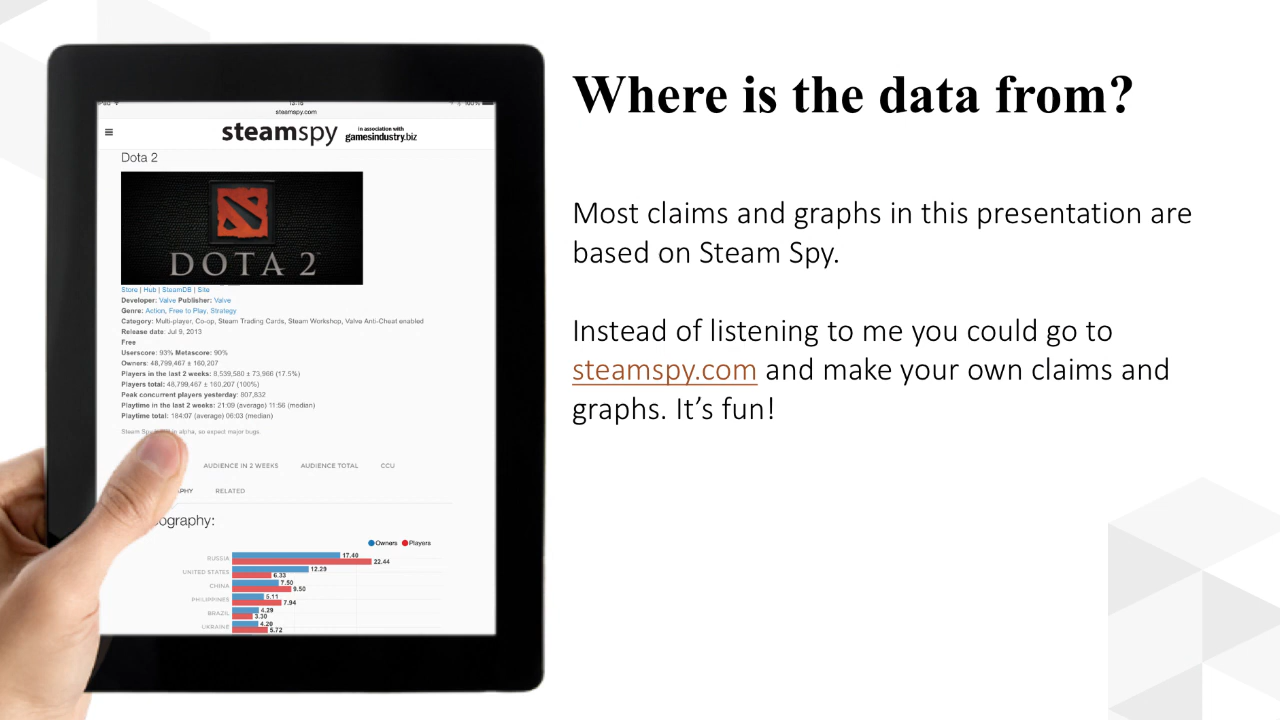 Where is the data from?
Most claims and graphs in this presentation are
based on Steam Spy.
Instead of listening to me you could go to
steamspy.com and make your own claims and
graphs. It's fun!
13:15 100%
steamspy.com
steamspy in association with gamesindustry.biz
Dota 2
DOTA 2
Store | Hub | SteamDB | Site
Developer: Valve Publisher: Valve
Genre: Action, Free to Play, Strategy
Category: Multi-player, Co-op, Steam Trading Cards, Steam Workshop, Valve Anti-Cheat enabled
Release date: Jul 9, 2013
Free
Userscore: 93% Metascore: 90%
Owners: 48,799,467 ± 160,207
Players in the last 2 weeks: 8,539,560 ± 73,986 (17.5%)
Players total: 48,799,467 ± 160,207 (100%)
Peak concurrent players yesterday: 807,832
Playtime in the last 2 weeks: 21:09 (average) 11:56 (median)
Playtime total: 184:07 (average) 06:03 (median)
Steam in alpha, so expect major bugs.
AUDIENCE IN 2 WEEKS AUDIENCE TOTAL CCU
RELATED
ography:
Owners Players
RUSSIA 17.40
22.44
UNITED STATES 12.29
6.33
CHINA 7.50
9.50
PHILIPPINES 5.11
7.94
BRAZIL 4.29
3.30
UKRAINE 4.20
5.72